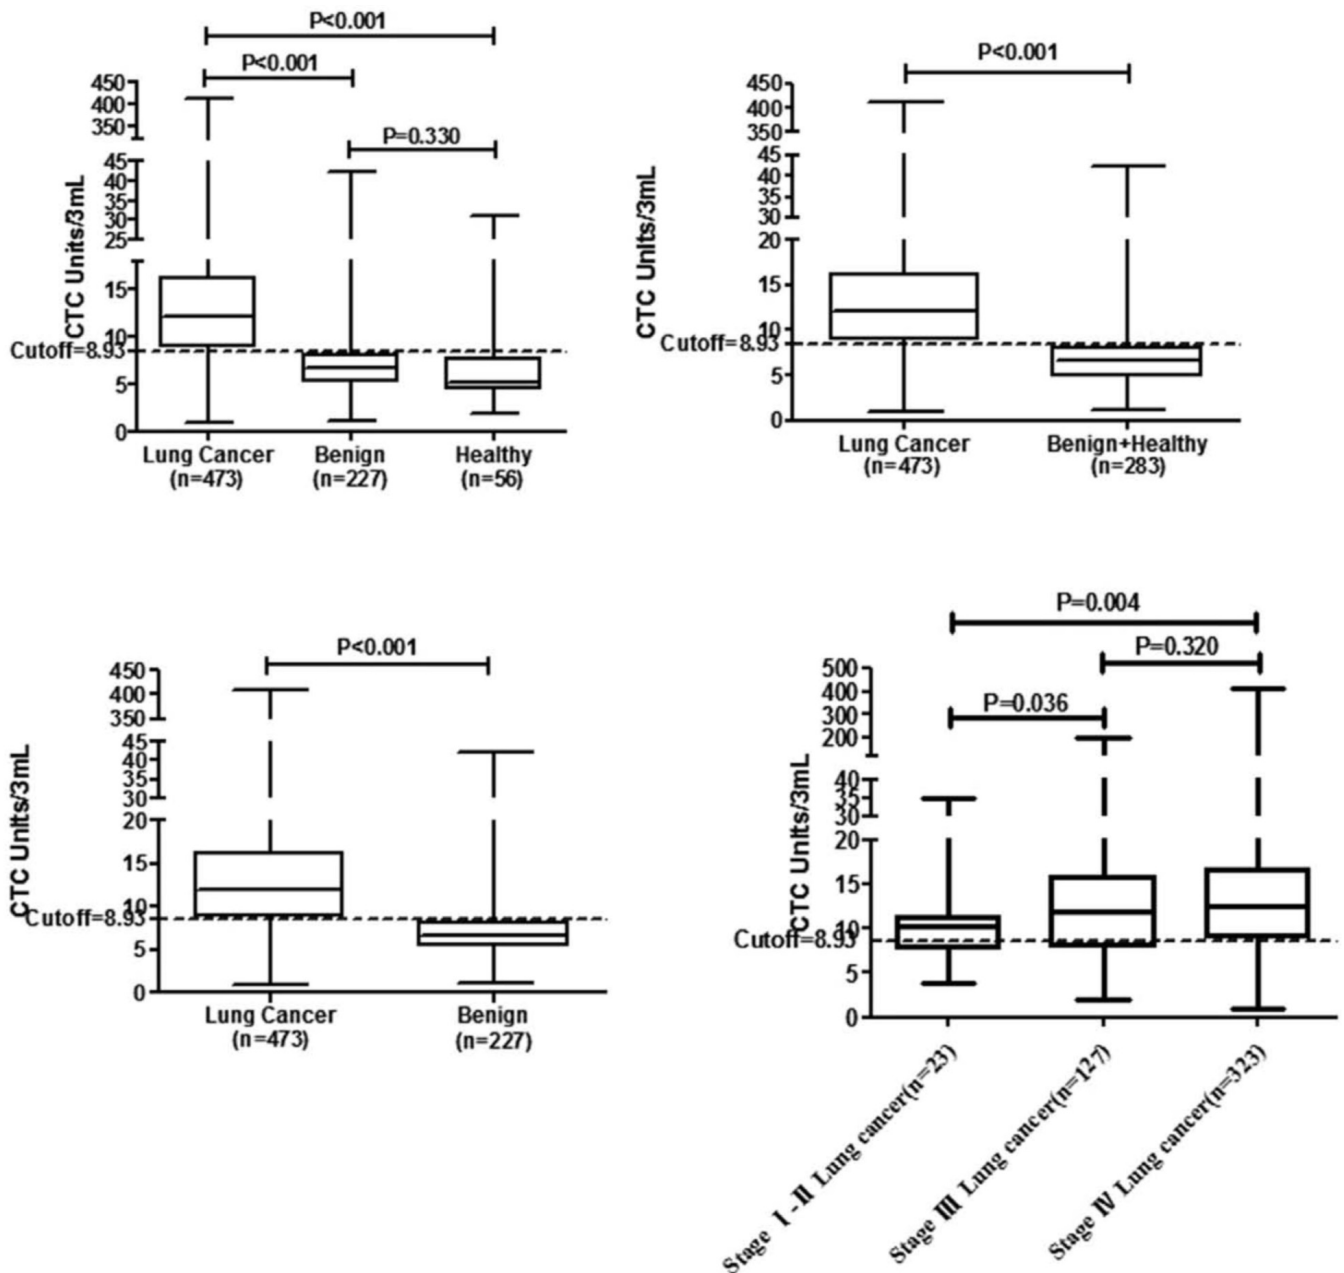 P<0.001
P<0.001
P=0.330
450
400
350
45
40
35
30
25
15
10
5
0
CTC Units/3mL
Cutoff=8.93
Lung Cancer
(n=473)
Benign
(n=227)
Healthy
(n=56)
P<0.001
450
400
350
45
40
35
30
20
15
10
5
0
CTC Units/3mL
Cutoff=8.93
Lung Cancer
(n=473)
Benign+Healthy
(n=283)
P<0.001
450
400
350
45
40
35
30
20
15
10
5
0
CTC Units/3mL
Cutoff=8.93
Lung Cancer
(n=473)
Benign
(n=227)
P=0.004
P=0.320
P=0.036
500
400
300
200
40
35
30
20
15
10
5
0
CTC Units/3mL
Cutoff=8.93
Stage Ⅰ-Ⅱ Lung cancer(n=23)
Stage Ⅲ Lung cancer(n=127)
Stage Ⅳ Lung cancer(n=323)